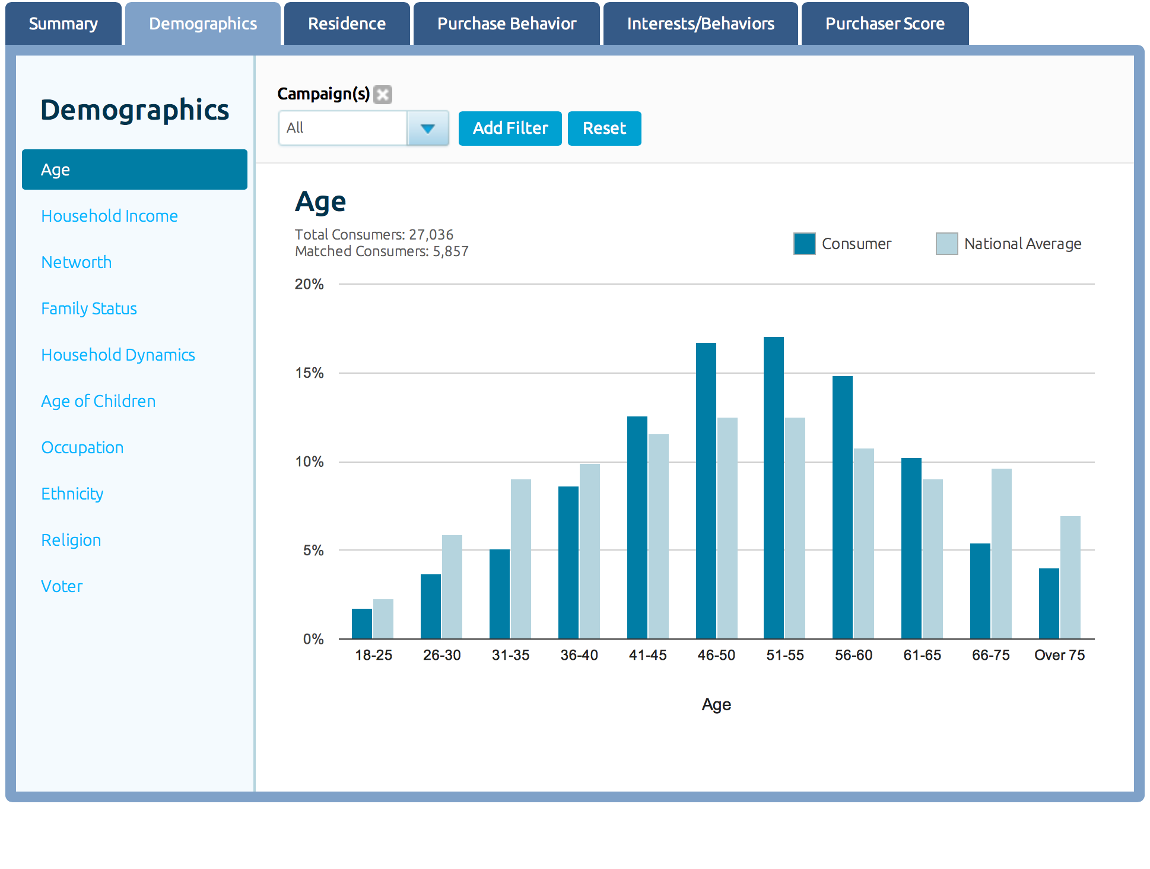 Summary Demographics Residence Purchase Behavior Interests/Behaviors Purchaser Score
Demographics
Age
Household Income
Networth
Family Status
Household Dynamics
Age of Children
Occupation
Ethnicity
Religion
Voter
Campaign(s)
All Add Filter Reset
Age
Total Consumers: 27,036
Matched Consumers: 5,857
Consumer National Average
20%
15%
10%
5%
0%
18-25 26-30 31-35 36-40 41-45 46-50 51-55 56-60 61-65 66-75 Over 75
Age